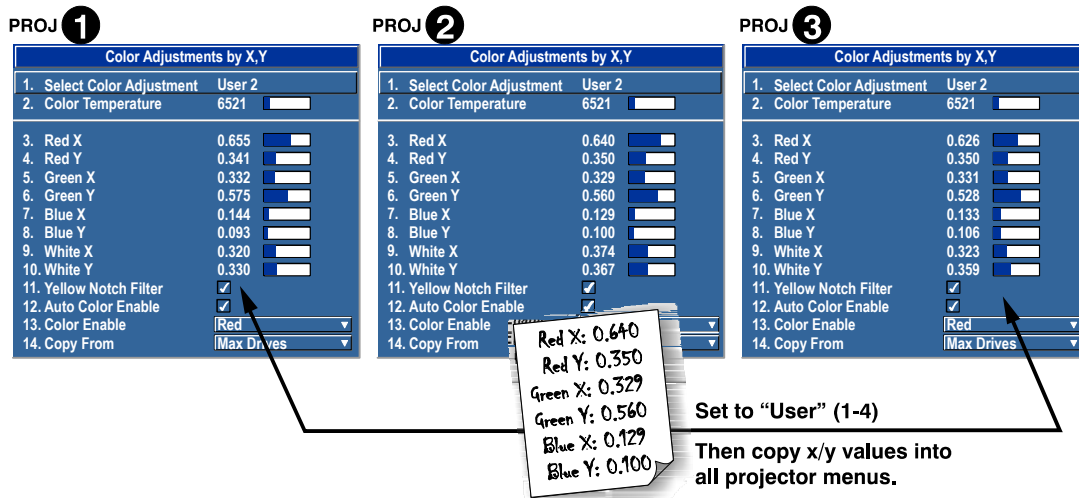 PROJ 1
Color Adjustments by X,Y
1. Select Color Adjustment User 2
2. Color Temperature 6521
3. Red X 0.655
4. Red Y 0.341
5. Green X 0.332
6. Green Y 0.575
7. Blue X 0.144
8. Blue Y 0.093
9. White X 0.320
10. White Y 0.330
11. Yellow Notch Filter
12. Auto Color Enable
13. Color Enable Red
14. Copy From Max Drives
PROJ 2
Color Adjustments by X,Y
1. Select Color Adjustment User 2
2. Color Temperature 6521
3. Red X 0.640
4. Red Y 0.350
5. Green X 0.329
6. Green Y 0.560
7. Blue X 0.129
8. Blue Y 0.100
9. White X 0.374
10. White Y 0.367
11. Yellow Notch Filter
12. Auto Color Enable
13. Color Enable
14. Copy From
PROJ 3
Color Adjustments by X,Y
1. Select Color Adjustment User 2
2. Color Temperature 6521
3. Red X 0.626
4. Red Y 0.350
5. Green X 0.331
6. Green Y 0.528
7. Blue X 0.133
8. Blue Y 0.106
9. White X 0.323
10. White Y 0.359
11. Yellow Notch Filter
12. Auto Color Enable
13. Color Enable Red
14. Copy From Max Drives
Red X: 0.640
Red Y: 0.350
Green X: 0.329
Green Y: 0.560
Blue X: 0.129
Blue Y: 0.100
Set to “User” (1-4)
Then copy x/y values into
all projector menus.